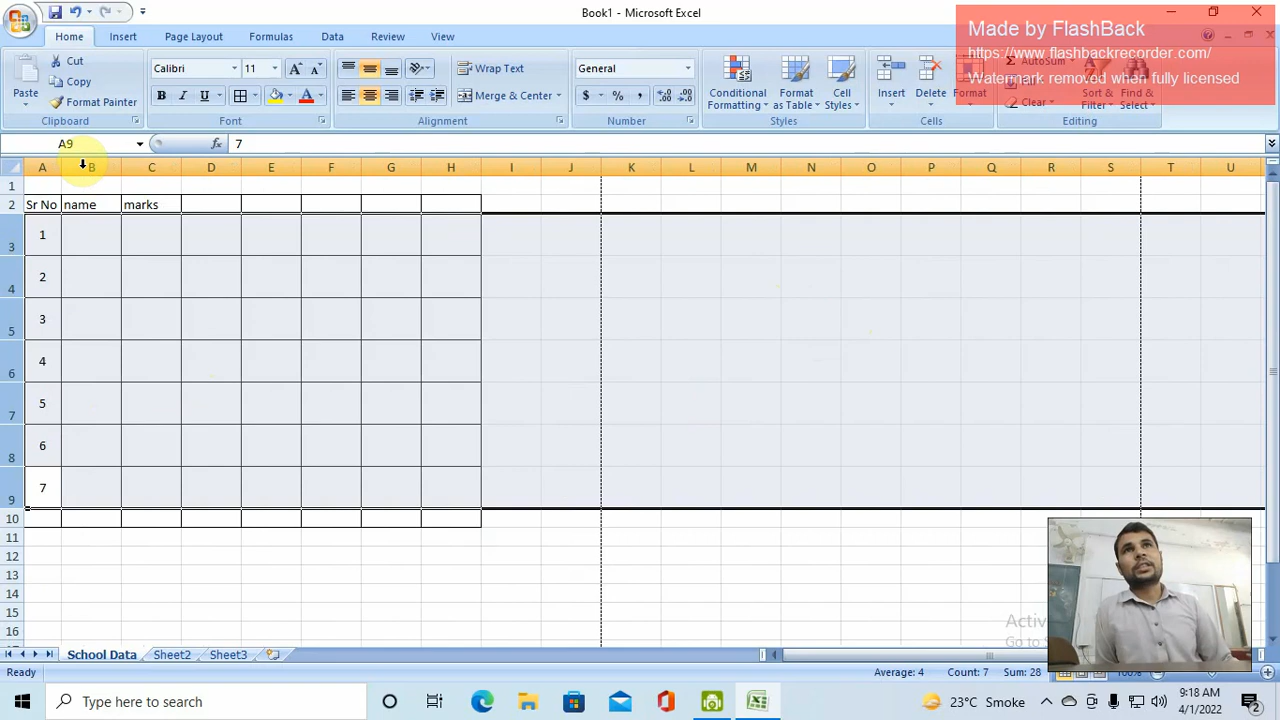 Book1 - Microsoft Excel
Made by FlashBack
https://www.flashbackrecorder.com/
Watermark removed when fully licensed
Home Insert Page Layout Formulas Data Review View
Cut
Copy
Format Painter
Paste
Clipboard
Calibri 11
B I U
Font
Wrap Text
Merge & Center
Alignment
General
$ % ,
Number
Conditional Formatting
Format as Table
Cell Styles
Styles
Insert Delete Format
Cells
AutoSum
Clear
Sort & Filter
Find & Select
Editing
A9 fx 7
A B C D E F G H I J K L M N O P Q R S T U
1
2 Sr No name marks
3 1
4 2
5 3
6 4
7 5
8 6
9 7
10
11
12
13
14
15
16
School Data Sheet2 Sheet3
Ready Average: 4 Count: 7 Sum: 28 100%
Type here to search
23°C Smoke
9:18 AM
4/1/2022
2